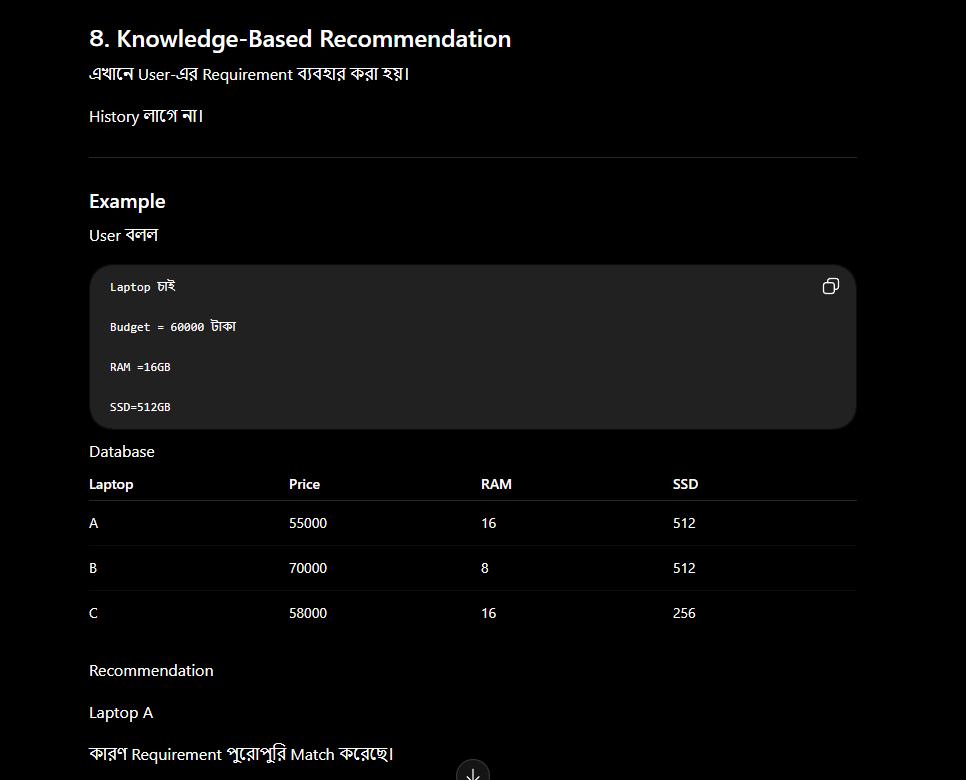 8. Knowledge-Based Recommendation
এখানে User-এর Requirement ব্যবহার করা হয়।
History লাগে না।
Example
User বলল
Laptop চাই
Budget = 60000 টাকা
RAM =16GB
SSD=512GB
Database
Laptop Price RAM SSD
A 55000 16 512
B 70000 8 512
C 58000 16 256
Recommendation
Laptop A
কারণ Requirement পুরোপুরি Match করেছে।